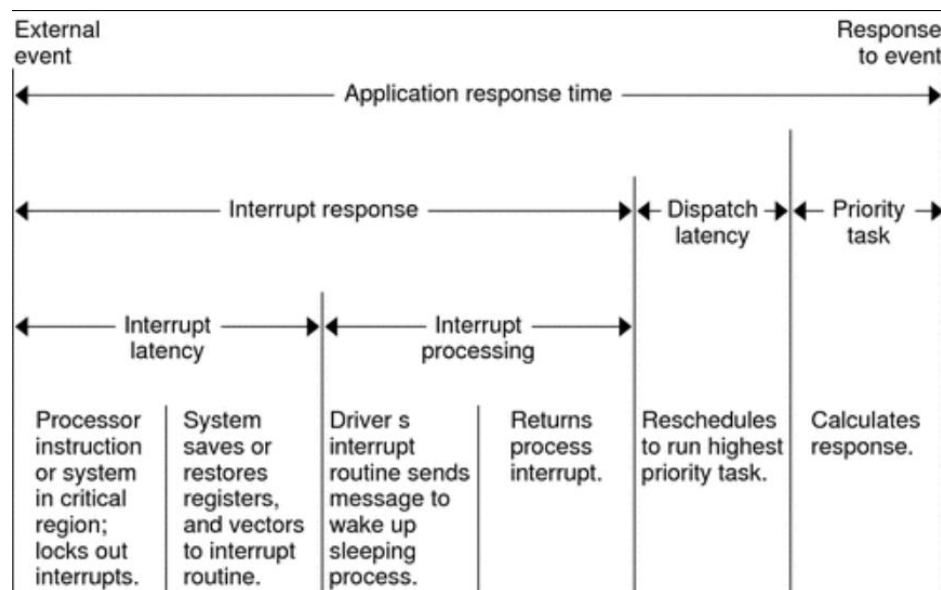 External
event
Response
to event
Application response time
Interrupt response
Dispatch
latency
Priority
task
Interrupt
latency
Interrupt
processing
Processor
instruction
or system
in critical
region;
locks out
interrupts.
System
saves or
restores
registers,
and vectors
to interrupt
routine.
Driver s
interrupt
routine sends
message to
wake up
sleeping
process.
Returns
process
interrupt.
Reschedules
to run highest
priority task.
Calculates
response.